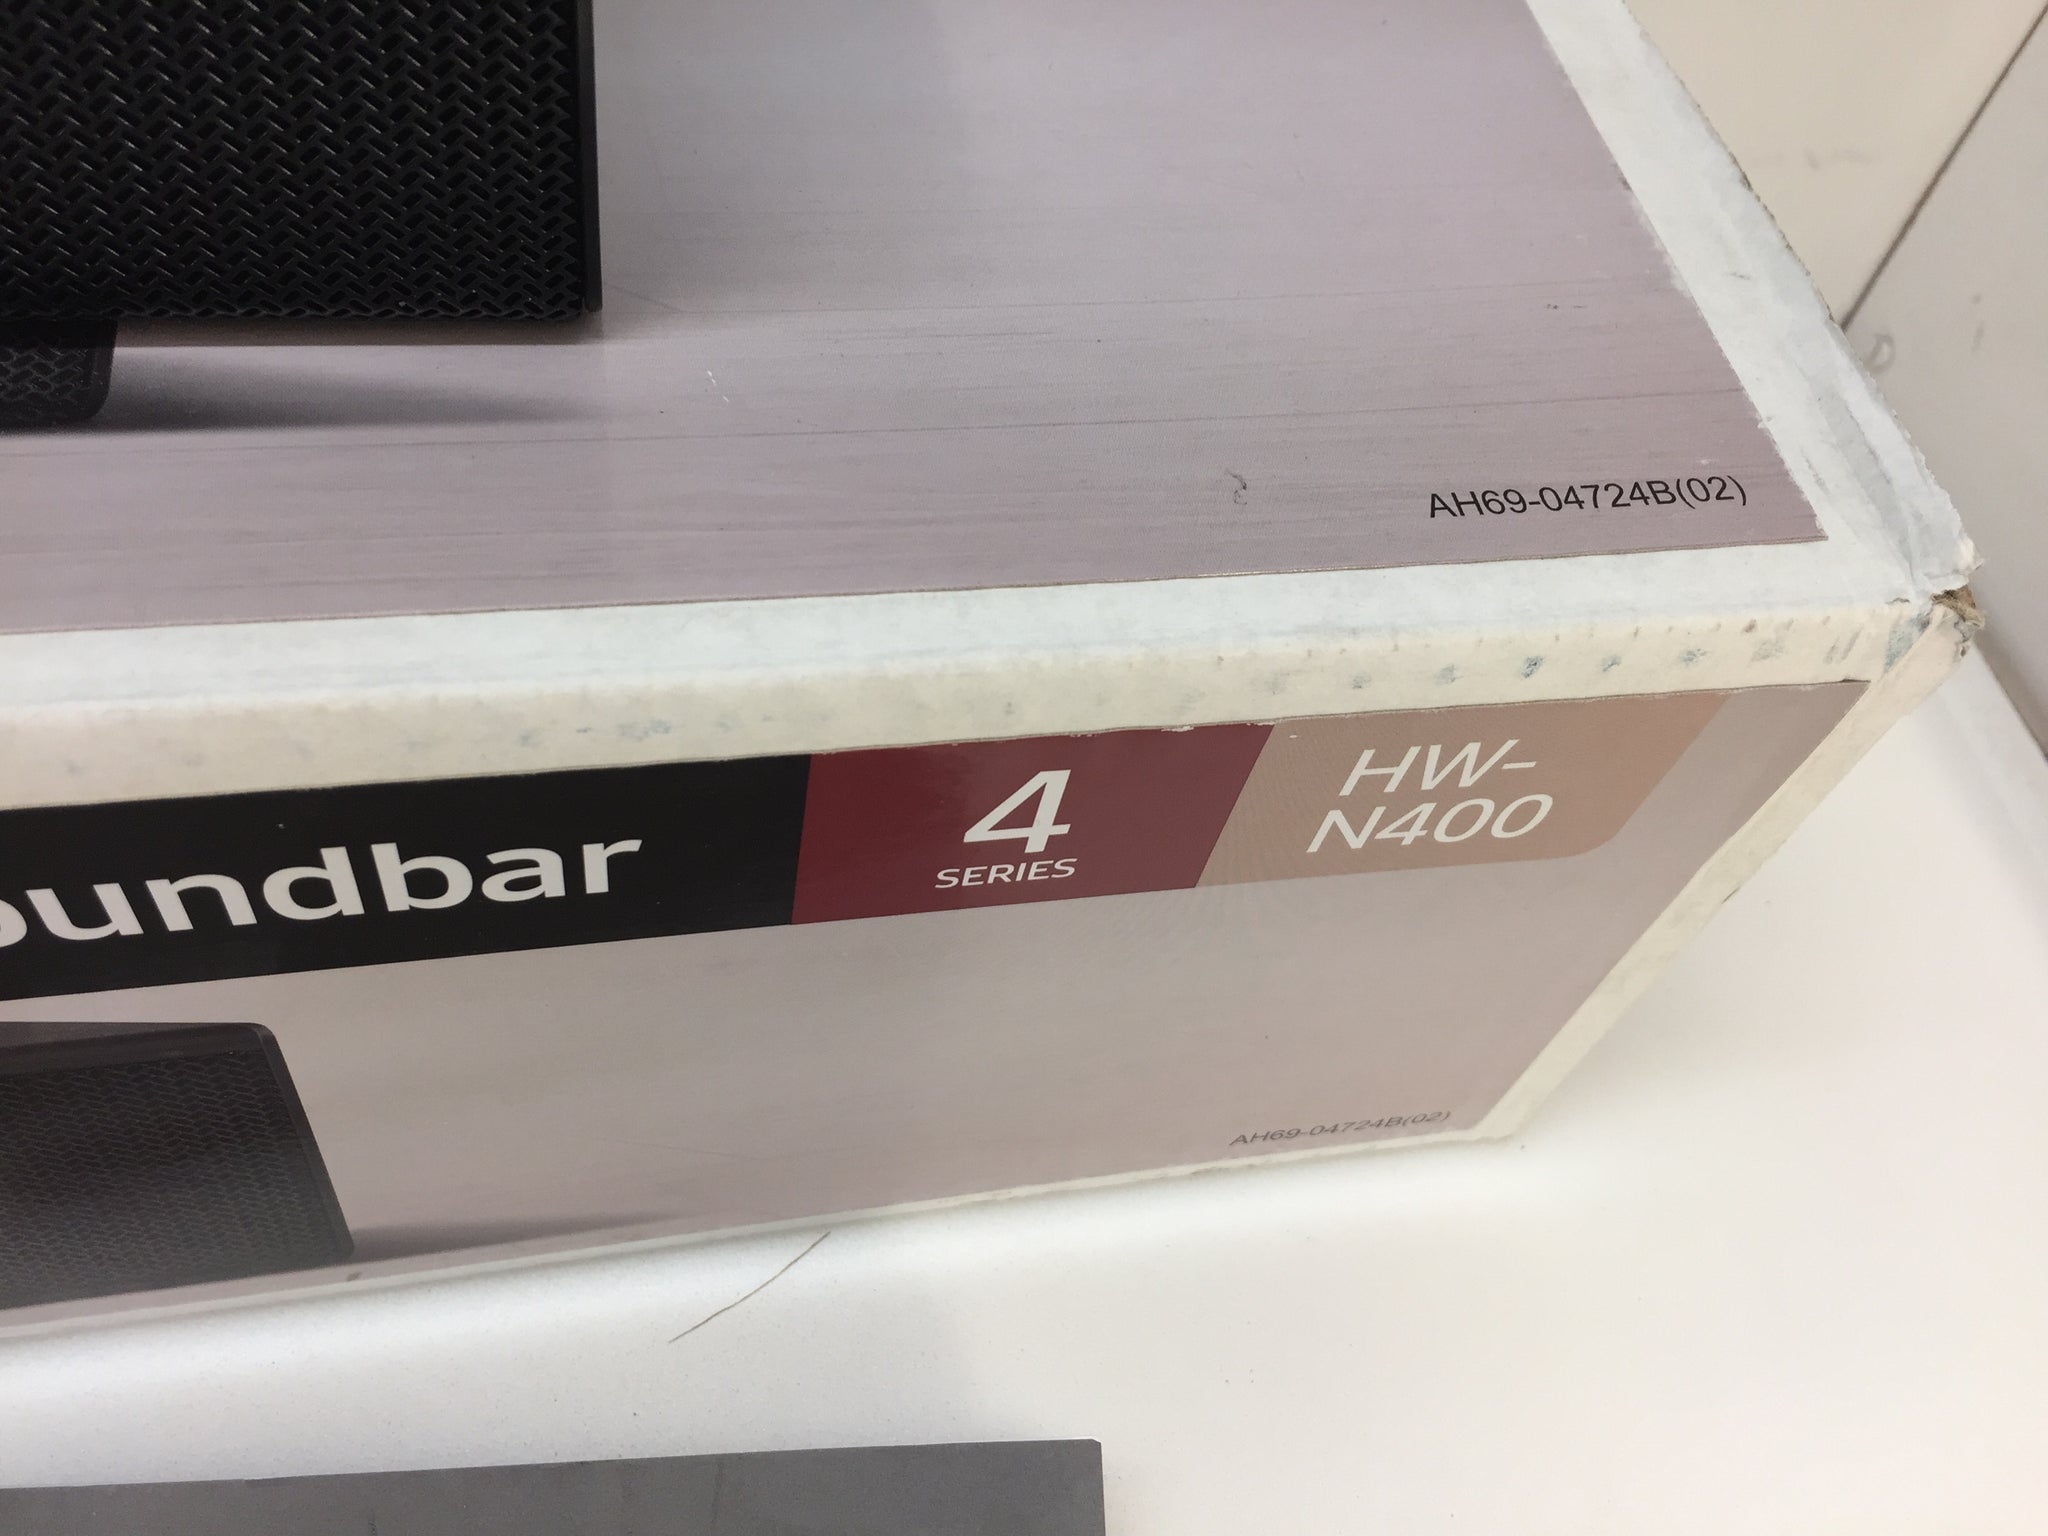 AH69-04724B(02)
oundbar
4
SERIES
HW-
N400
AH69-04724B(02)